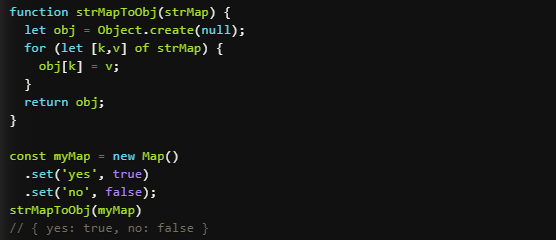 function strMapToObj(strMap) {
  let obj = Object.create(null);
  for (let [k,v] of strMap) {
    obj[k] = v;
  }
  return obj;
}

const myMap = new Map()
  .set('yes', true)
  .set('no', false);
strMapToObj(myMap)
// { yes: true, no: false }